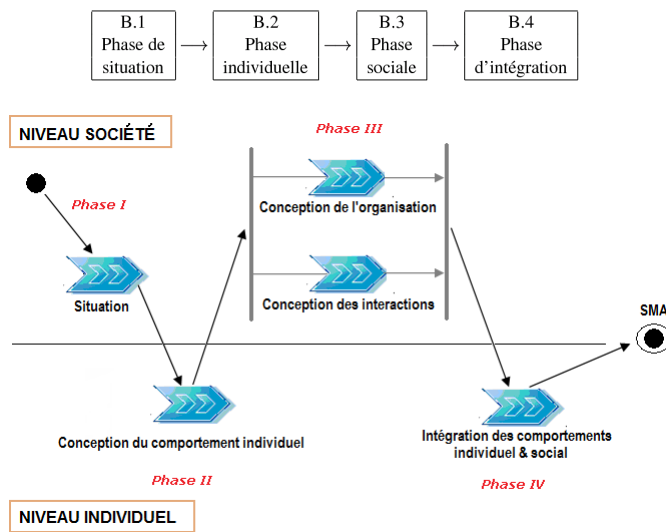 B.1
Phase de
situation
B.2
Phase
individuelle
B.3
Phase
sociale
B.4
Phase
d'intégration
NIVEAU SOCIÉTÉ
Phase III
Phase I
Conception de l'organisation
Situation
Conception des interactions
SMA
Conception du comportement individuel
Intégration des comportements
individuel & social
Phase II
Phase IV
NIVEAU INDIVIDUEL